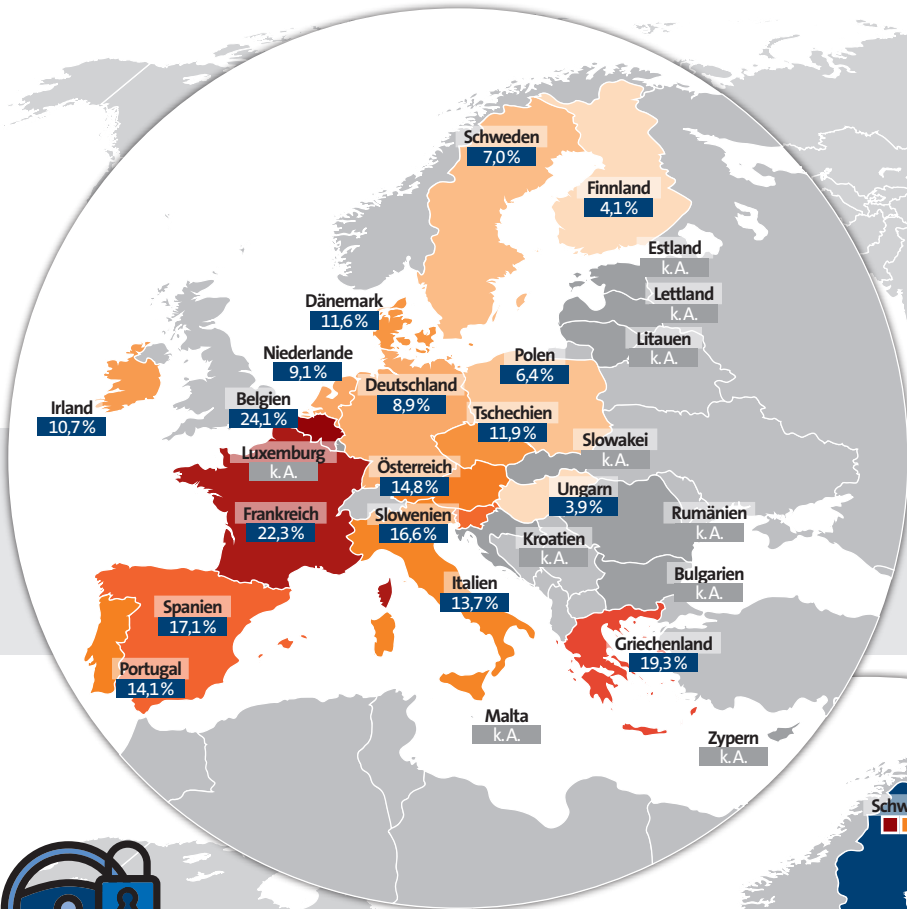 Schweden
7,0%
Finnland
4,1%
Estland
k.A.
Lettland
k.A.
Litauen
k.A.
Dänemark
11,6%
Niederlande
9,1%
Polen
6,4%
Deutschland
8,9%
Belgien
24,1%
Irland
10,7%
Tschechien
11,9%
Slowakei
k.A.
Luxemburg
k.A.
Österreich
14,8%
Ungarn
3,9%
Frankreich
22,3%
Slowenien
16,6%
Rumänien
k.A.
Kroatien
k.A.
Bulgarien
k.A.
Italien
13,7%
Spanien
17,1%
Griechenland
19,3%
Portugal
14,1%
Malta
k.A.
Zypern
k.A.
Schw